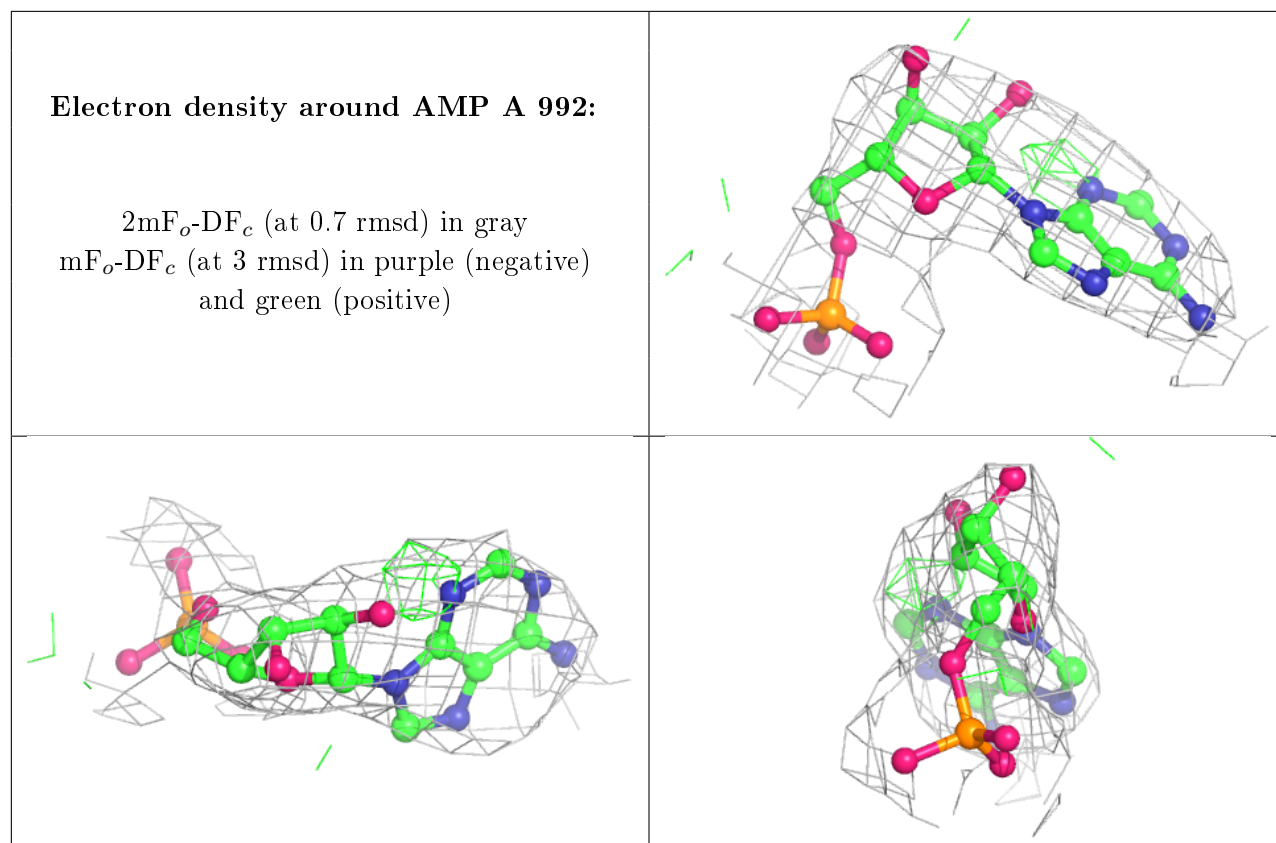 Electron density around AMP A 992:
2mFₒ-DF𝒸 (at 0.7 rmsd) in gray
mFₒ-DF𝒸 (at 3 rmsd) in purple (negative)
and green (positive)